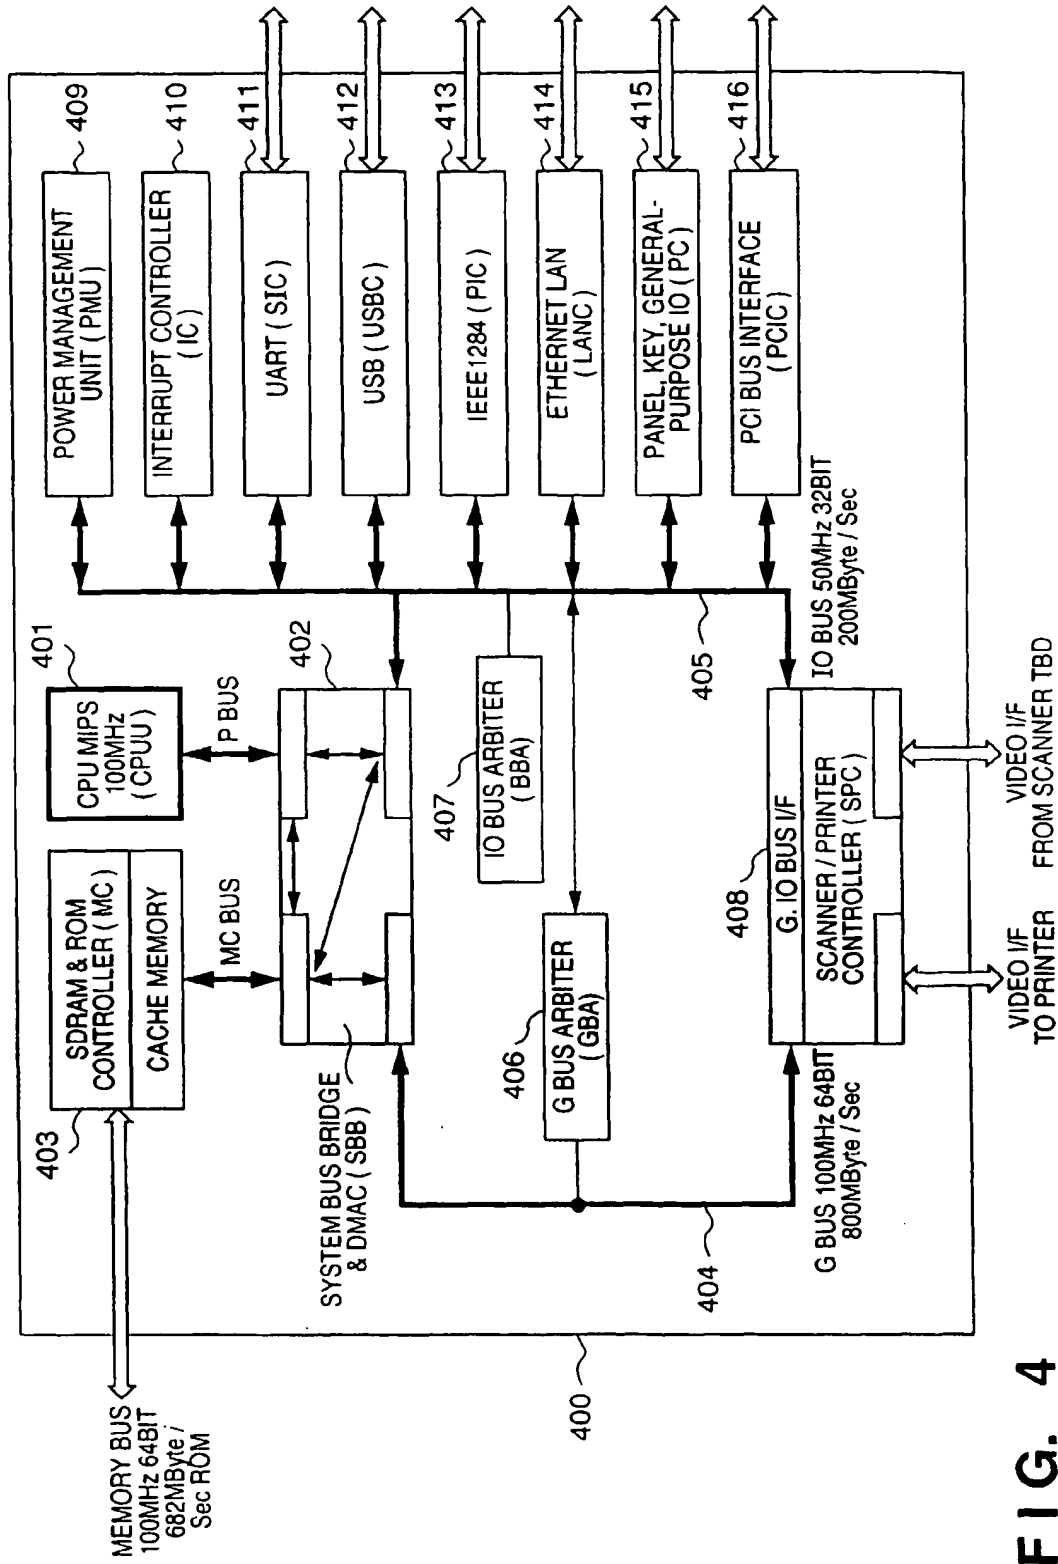 MEMORY BUS
100MHz 64BIT
682MByte /
Sec ROM
403
SDRAM & ROM
CONTROLLER ( MC )
CACHE MEMORY
MC BUS
401
CPU MIPS
100MHz
( CPUU )
P BUS
402
SYSTEM BUS BRIDGE
& DMAC ( SBB )
409
POWER MANAGEMENT
UNIT ( PMU )
410
INTERRUPT CONTROLLER
( IC )
411
UART ( SIC )
412
USB ( USBC )
413
IEEE1284 ( PIC )
414
ETHERNET LAN
( LANC )
415
PANEL, KEY, GENERAL-
PURPOSE IO ( PC )
416
PCI BUS INTERFACE
( PCIC )
407
IO BUS ARBITER
( BBA )
406
G BUS ARBITER
( GBA )
405
404
IO BUS 50MHz 32BIT
200MByte / Sec
G BUS 100MHz 64BIT
800MByte / Sec
408
G. IO BUS I/F
SCANNER / PRINTER
CONTROLLER ( SPC )
400
VIDEO I/F
TO PRINTER
VIDEO I/F
FROM SCANNER TBD
FIG. 4